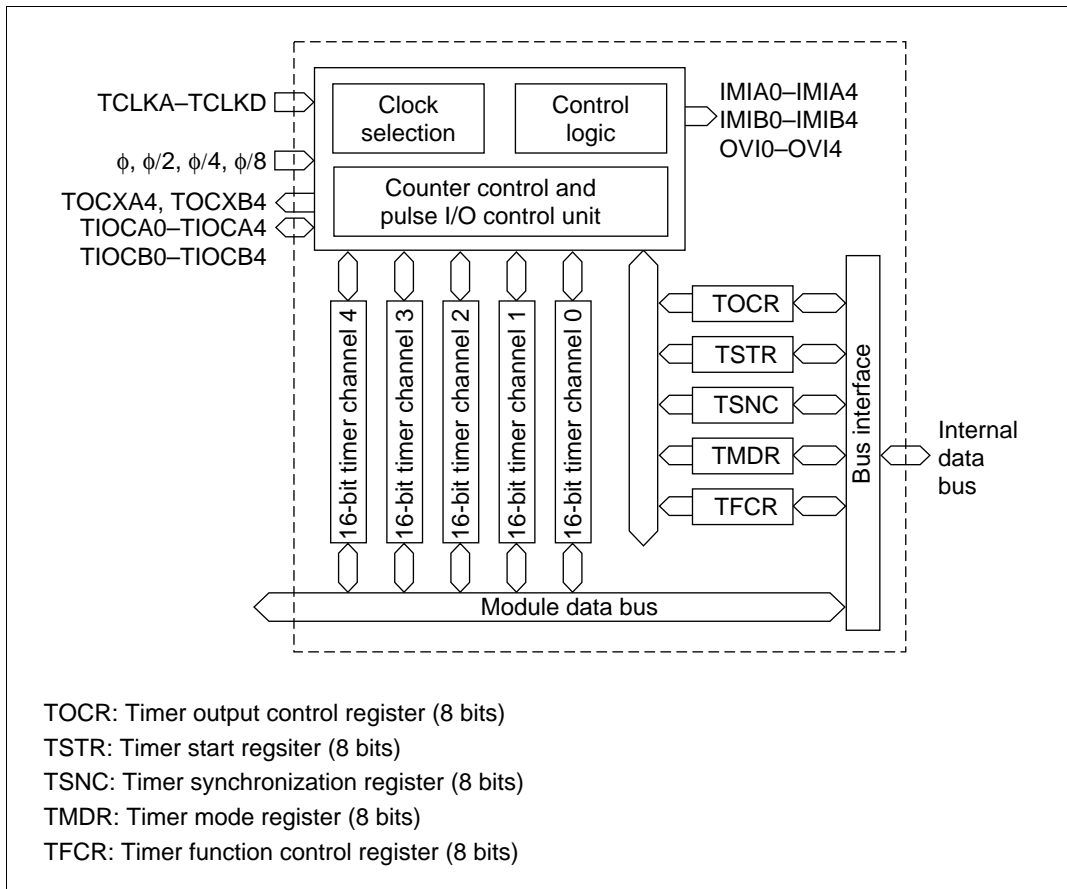 TCLKA–TCLKD
ϕ, ϕ/2, ϕ/4, ϕ/8
TOCXA4, TOCXB4
TIOCA0–TIOCA4
TIOCB0–TIOCB4
Clock
selection
Control
logic
Counter control and
pulse I/O control unit
IMIA0–IMIA4
IMIB0–IMIB4
OVI0–OVI4
16-bit timer channel 4
16-bit timer channel 3
16-bit timer channel 2
16-bit timer channel 1
16-bit timer channel 0
TOCR
TSTR
TSNC
TMDR
TFCR
Bus interface
Internal
data
bus
Module data bus
TOCR: Timer output control register (8 bits)
TSTR: Timer start regsiter (8 bits)
TSNC: Timer synchronization register (8 bits)
TMDR: Timer mode register (8 bits)
TFCR: Timer function control register (8 bits)